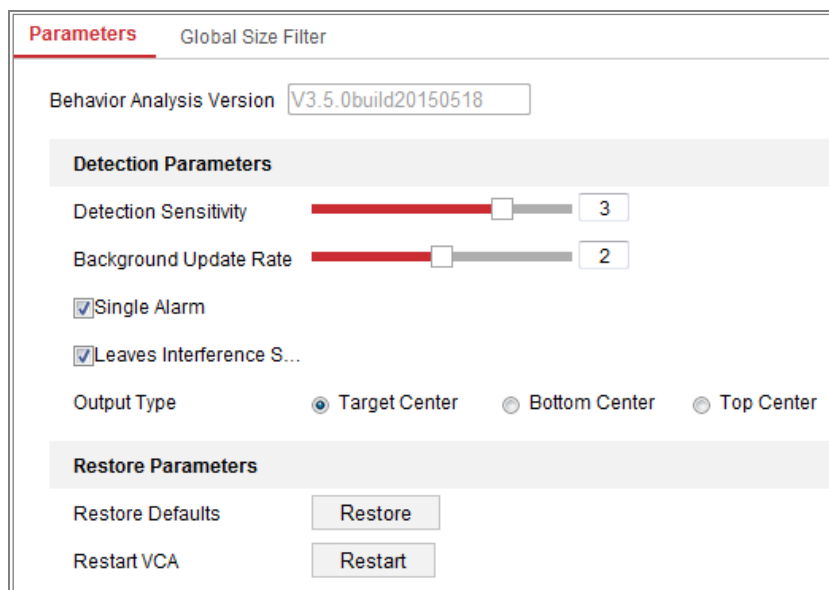 Parameters Global Size Filter
Behavior Analysis Version V3.5.0build20150518
Detection Parameters
Detection Sensitivity 3
Background Update Rate 2
Single Alarm
Leaves Interference S...
Output Type Target Center Bottom Center Top Center
Restore Parameters
Restore Defaults Restore
Restart VCA Restart